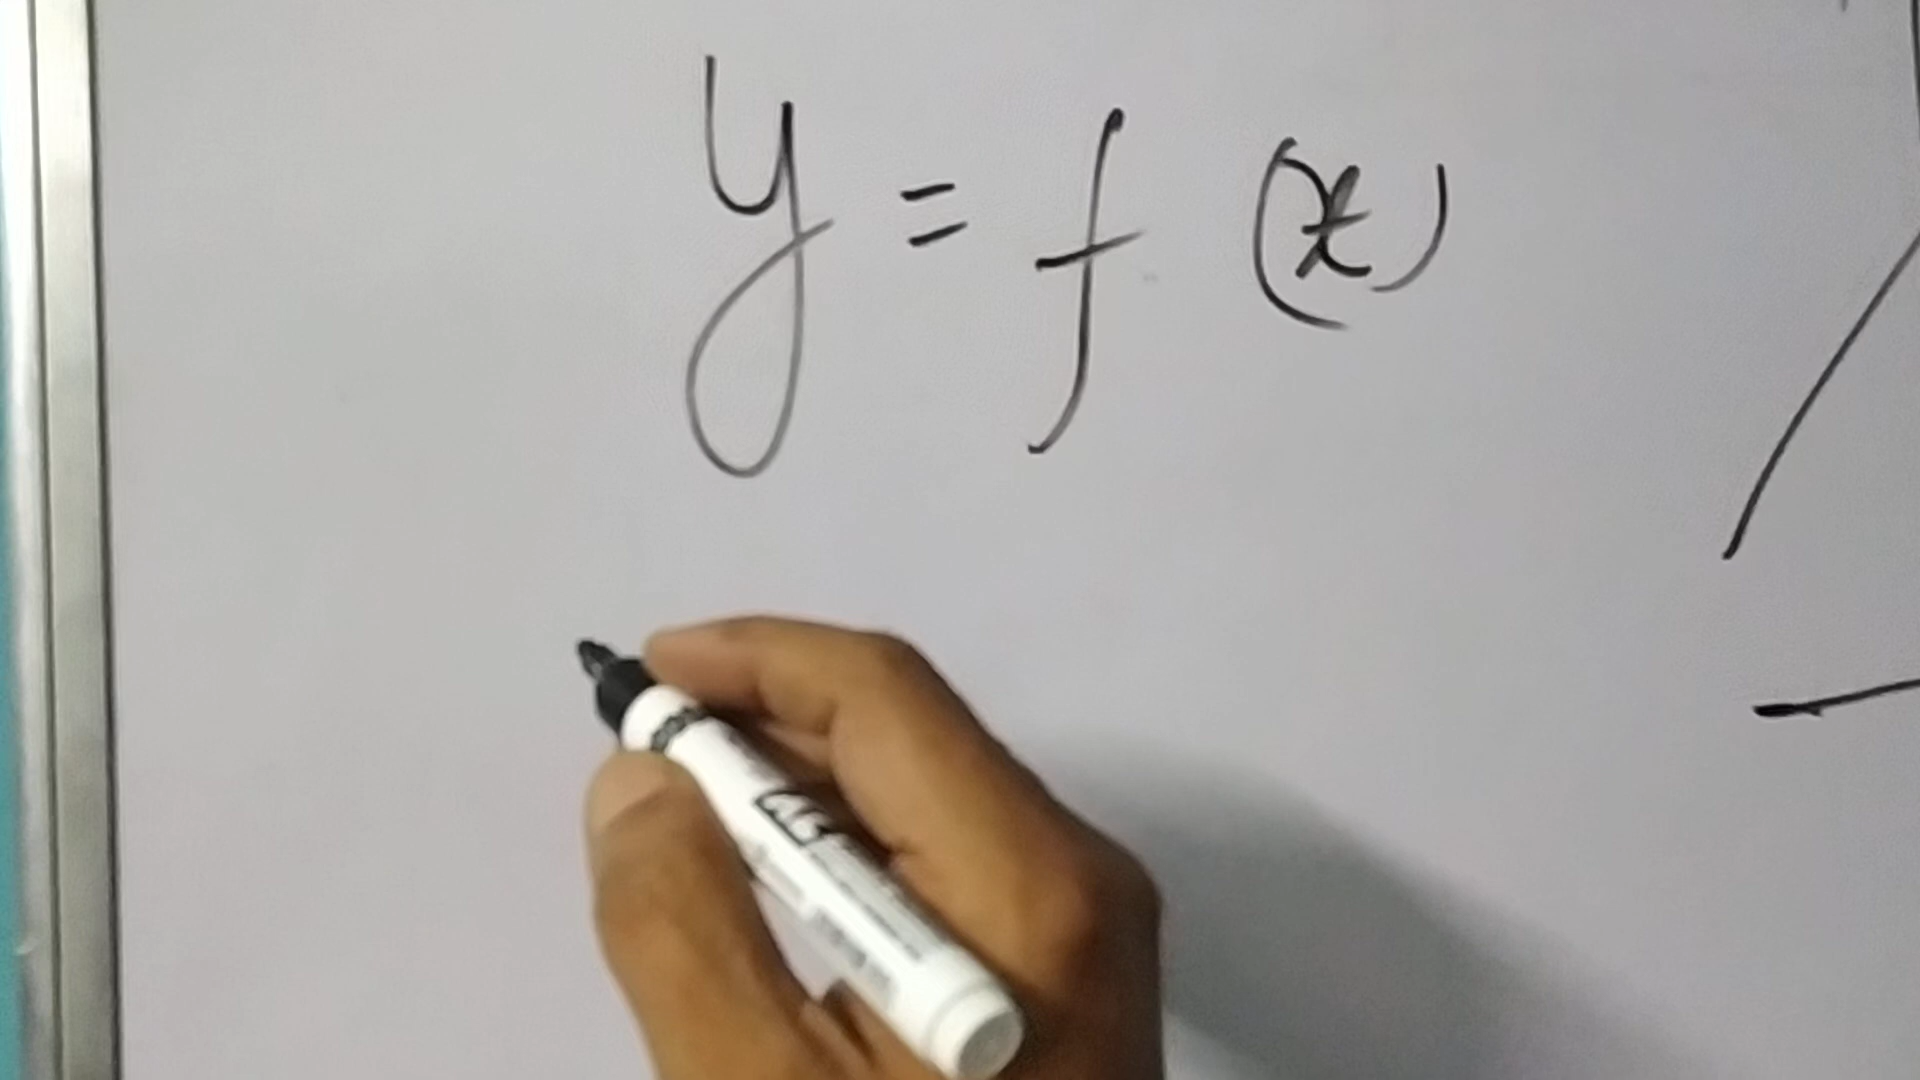 y = f (x)